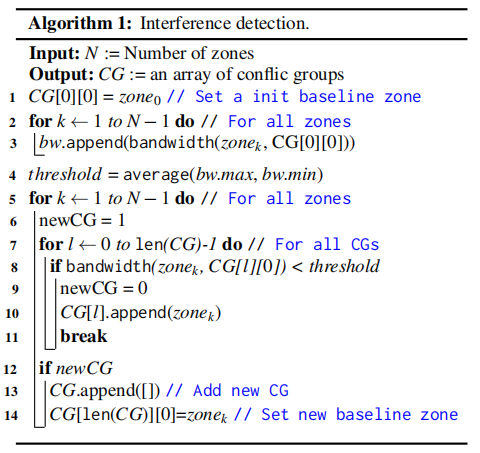 Algorithm 1: Interference detection.
Input: N := Number of zones
Output: CG := an array of conflic groups
1 CG[0][0] = zone₀ // Set a init baseline zone
2 for k ← 1 to N − 1 do // For all zones
3 bw.append(bandwidth(zoneₖ, CG[0][0]))
4 threshold = average(bw.max, bw.min)
5 for k ← 1 to N − 1 do // For all zones
6 newCG = 1
7 for l ← 0 to len(CG)-1 do // For all CGs
8 if bandwidth(zoneₖ, CG[l][0]) < threshold
9 newCG = 0
10 CG[l].append(zoneₖ)
11 break
12 if newCG
13 CG.append([]) // Add new CG
14 CG[len(CG)][0]=zoneₖ // Set new baseline zone